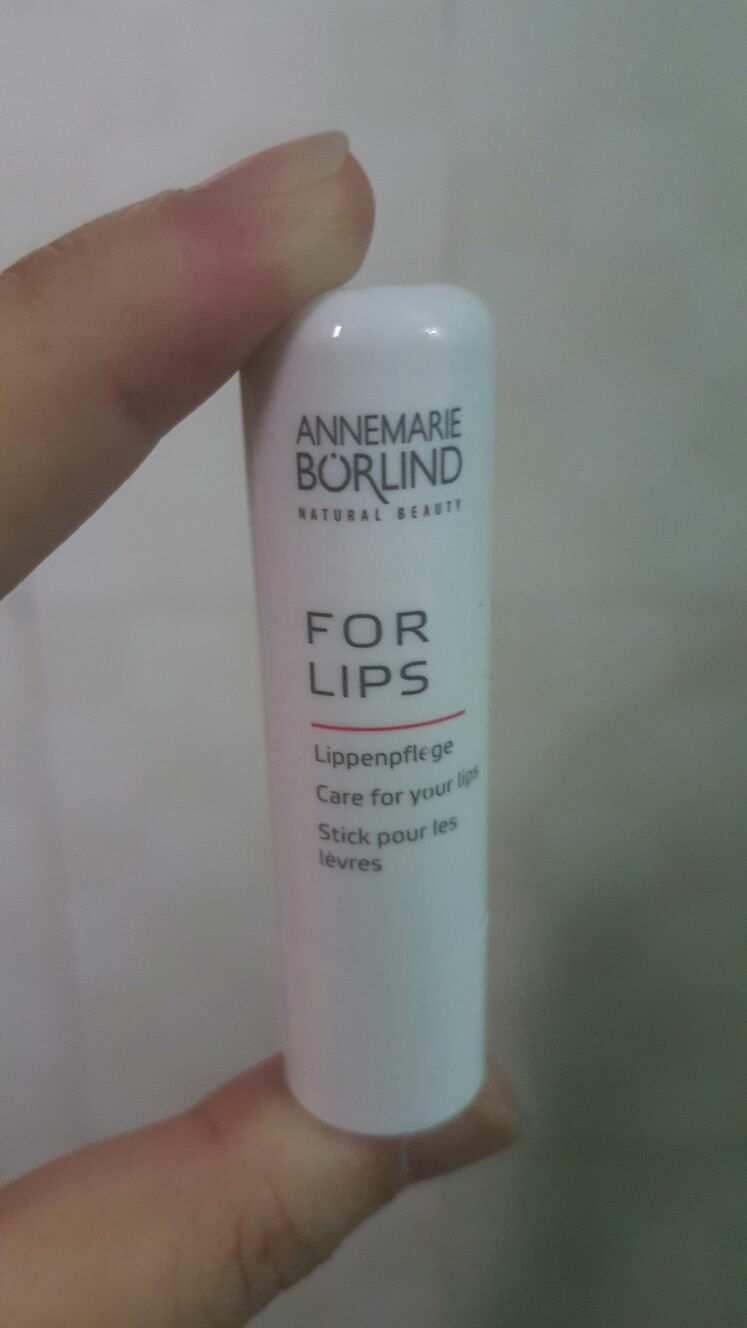 ANNEMARIE
BÖRLIND
NATURAL BEAUTY
FOR
LIPS
Lippenpflege
Care for your lips
Stick pour les
lèvres